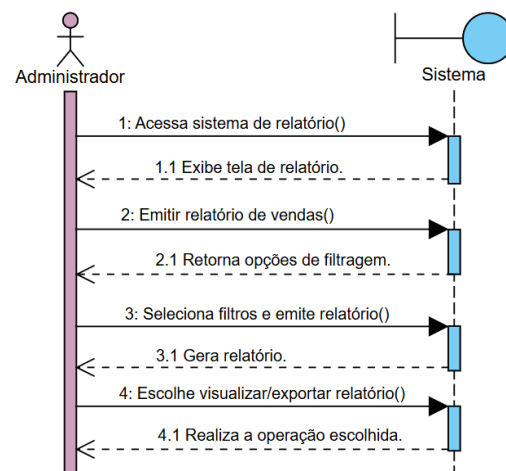 Administrador
Sistema
1: Acessa sistema de relatório()
1.1 Exibe tela de relatório.
2: Emitir relatório de vendas()
2.1 Retorna opções de filtragem.
3: Seleciona filtros e emite relatório()
3.1 Gera relatório.
4: Escolhe visualizar/exportar relatório()
4.1 Realiza a operação escolhida.